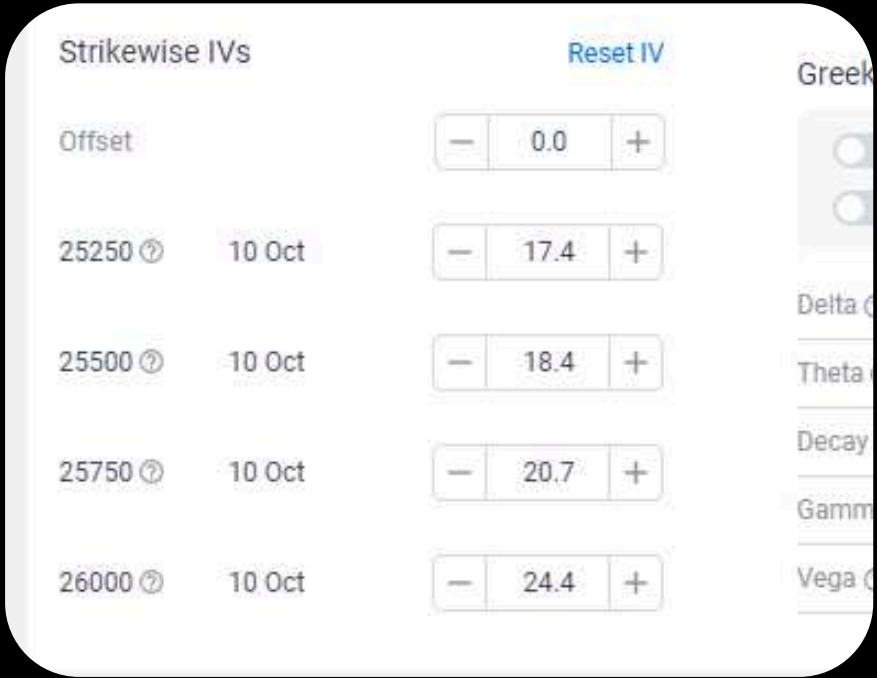 Strikewise IVs Reset IV
Offset 0.0
25250 10 Oct 17.4
25500 10 Oct 18.4
25750 10 Oct 20.7
26000 10 Oct 24.4
Greek
Delta
Theta
Decay
Gamm
Vega